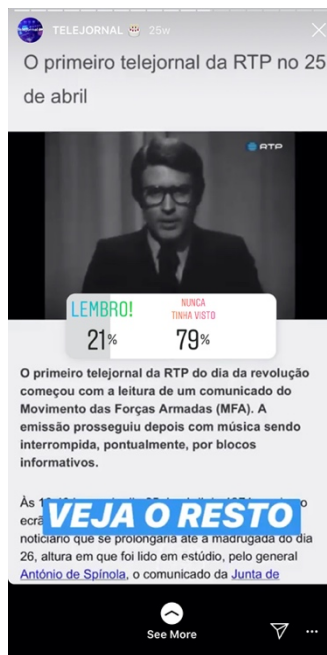 TELEJORNAL 25w
O primeiro telejornal da RTP no 25
de abril
RTP
LEMBRO!
21%
NUNCA
TINHA VISTO
79%
O primeiro telejornal da RTP do dia da revolução
começou com a leitura de um comunicado do
Movimento das Forças Armadas (MFA). A
emissão prosseguiu depois com música sendo
interrompida, pontualmente, por blocos
informativos.
Às
VEJA O RESTO
ecrã
noticiário que se prolongaria até à madrugada do dia
26, altura em que foi lido em estúdio, pelo general
António de Spínola, o comunicado da Junta de
See More